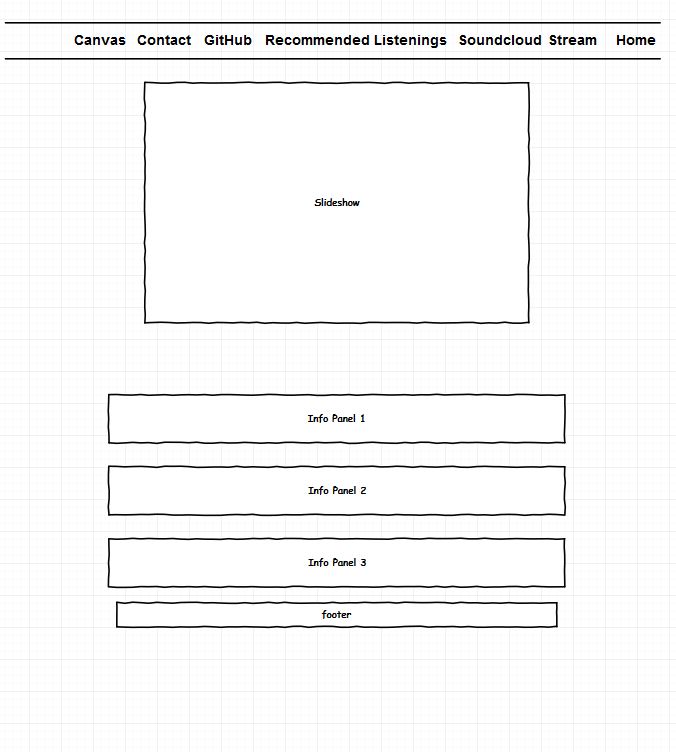 Canvas Contact GitHub Recommended Listenings Soundcloud Stream Home
Slideshow
Info Panel 1
Info Panel 2
Info Panel 3
footer